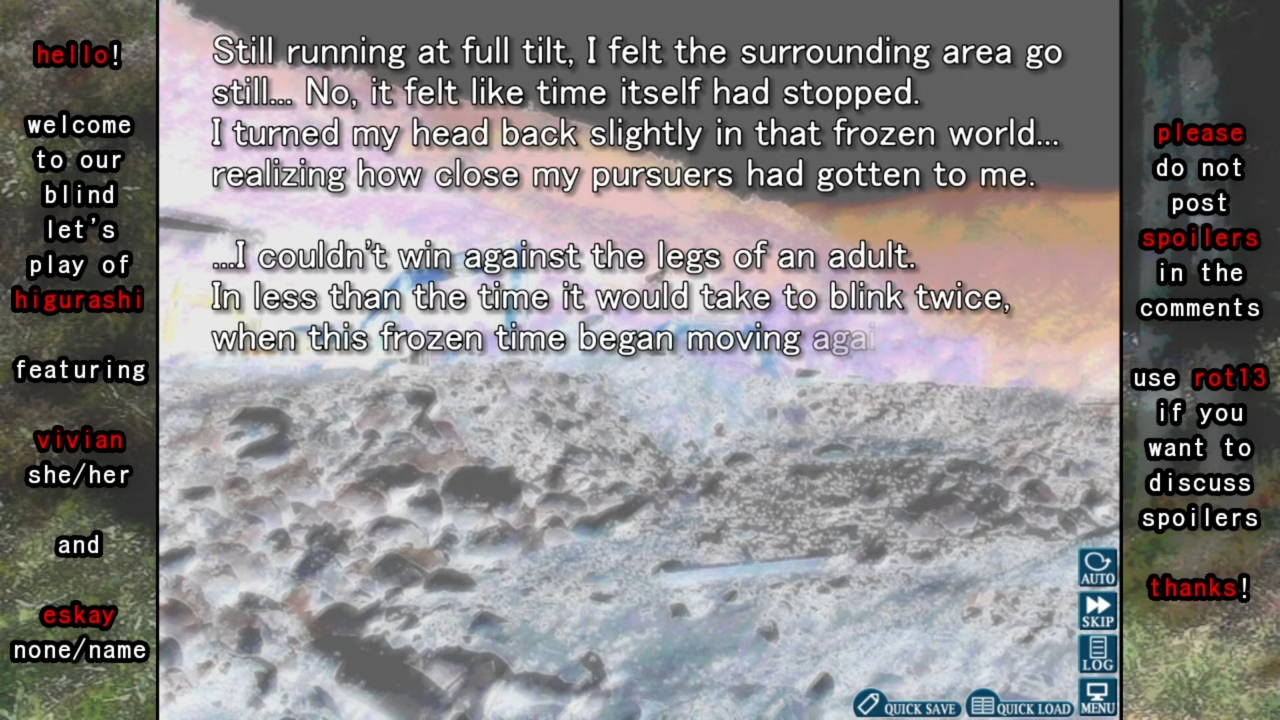 hello!
welcome
to our
blind
let's
play of
higurashi
featuring
vivian
she/her
and
eskay
none/name
Still running at full tilt, I felt the surrounding area go
still... No, it felt like time itself had stopped.
I turned my head back slightly in that frozen world...
realizing how close my pursuers had gotten to me.
...I couldn't win against the legs of an adult.
In less than the time it would take to blink twice,
when this frozen time began moving agai
AUTO
SKIP
LOG
MENU
QUICK SAVE
QUICK LOAD
please
do not
post
spoilers
in the
comments
use rot13
if you
want to
discuss
spoilers
thanks!